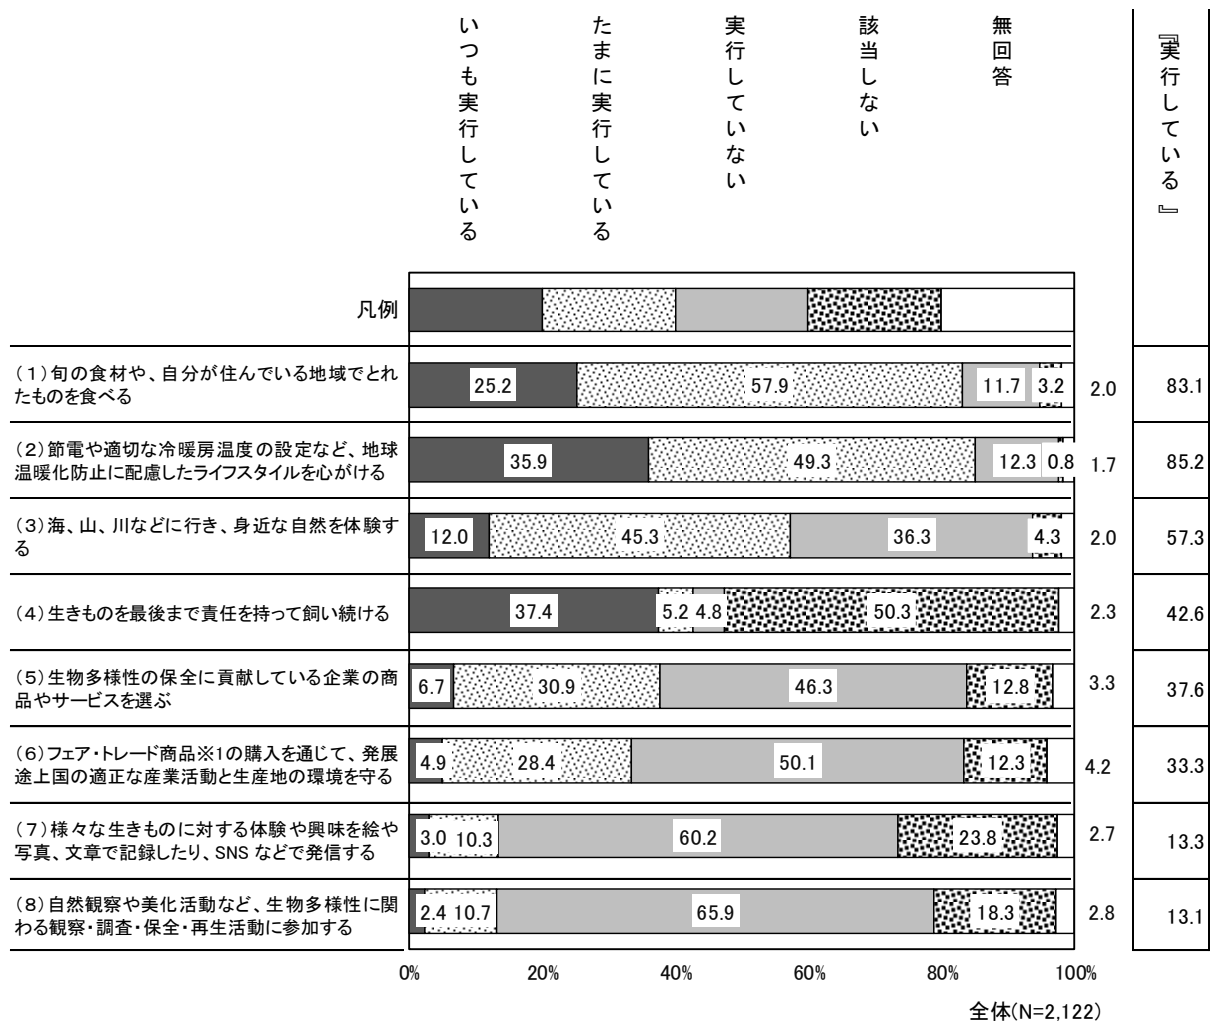 いつも実行している
たまに実行している
実行していない
該当しない
無回答
『実行している』
凡例
(1)旬の食材や、自分が住んでいる地域でとれ
たものを食べる
25.2 57.9 11.7 3.2 2.0 83.1
(2)節電や適切な冷暖房温度の設定など、地球
温暖化防止に配慮したライフスタイルを心がける
35.9 49.3 12.3 0.8 1.7 85.2
(3)海、山、川などに行き、身近な自然を体験す
る
12.0 45.3 36.3 4.3 2.0 57.3
(4)生きものを最後まで責任を持って飼い続ける
37.4 5.2 4.8 50.3 2.3 42.6
(5)生物多様性の保全に貢献している企業の商
品やサービスを選ぶ
6.7 30.9 46.3 12.8 3.3 37.6
(6)フェア・トレード商品※1の購入を通じて、発展
途上国の適正な産業活動と生産地の環境を守る
4.9 28.4 50.1 12.3 4.2 33.3
(7)様々な生きものに対する体験や興味を絵や
写真、文章で記録したり、SNS などで発信する
3.0 10.3 60.2 23.8 2.7 13.3
(8)自然観察や美化活動など、生物多様性に関
わる観察・調査・保全・再生活動に参加する
2.4 10.7 65.9 18.3 2.8 13.1
0% 20% 40% 60% 80% 100%
全体(N=2,122)